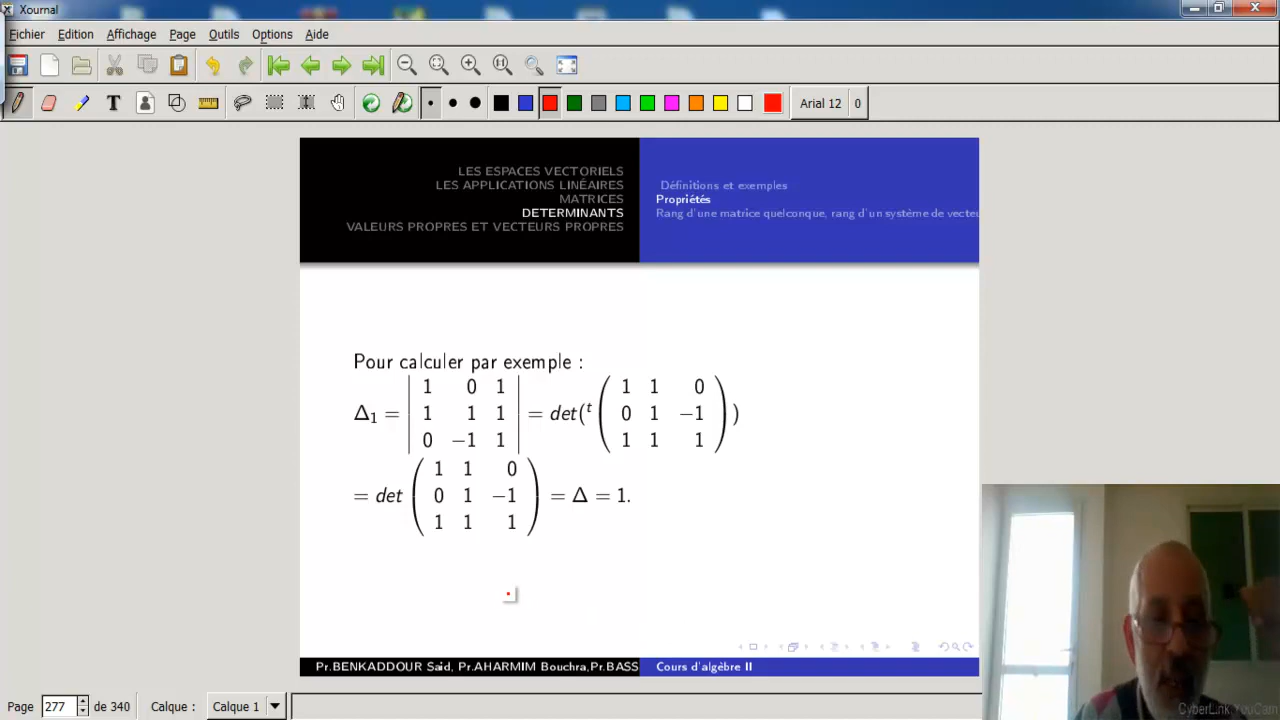 Xournal
Fichier Edition Affichage Page Outils Options Aide
Arial 12 0
LES ESPACES VECTORIELS
LES APPLICATIONS LINÉAIRES
MATRICES
DETERMINANTS
VALEURS PROPRES ET VECTEURS PROPRES
Définitions et exemples
Propriétés
Rang d'une matrice quelconque, rang d'un système de vecteu
Pour calculer par exemple :
1 0 1 1 1 0
Δ₁ = 1 1 1 = det(ᵗ 0 1 −1 )
0 −1 1 1 1 1
1 1 0
= det 0 1 −1 = Δ = 1.
1 1 1
Pr.BENKADDOUR Said, Pr.AHARMIM Bouchra,Pr.BASS
Cours d'algèbre II
Page 277 de 340 Calque : Calque 1
CyberLink YouCam